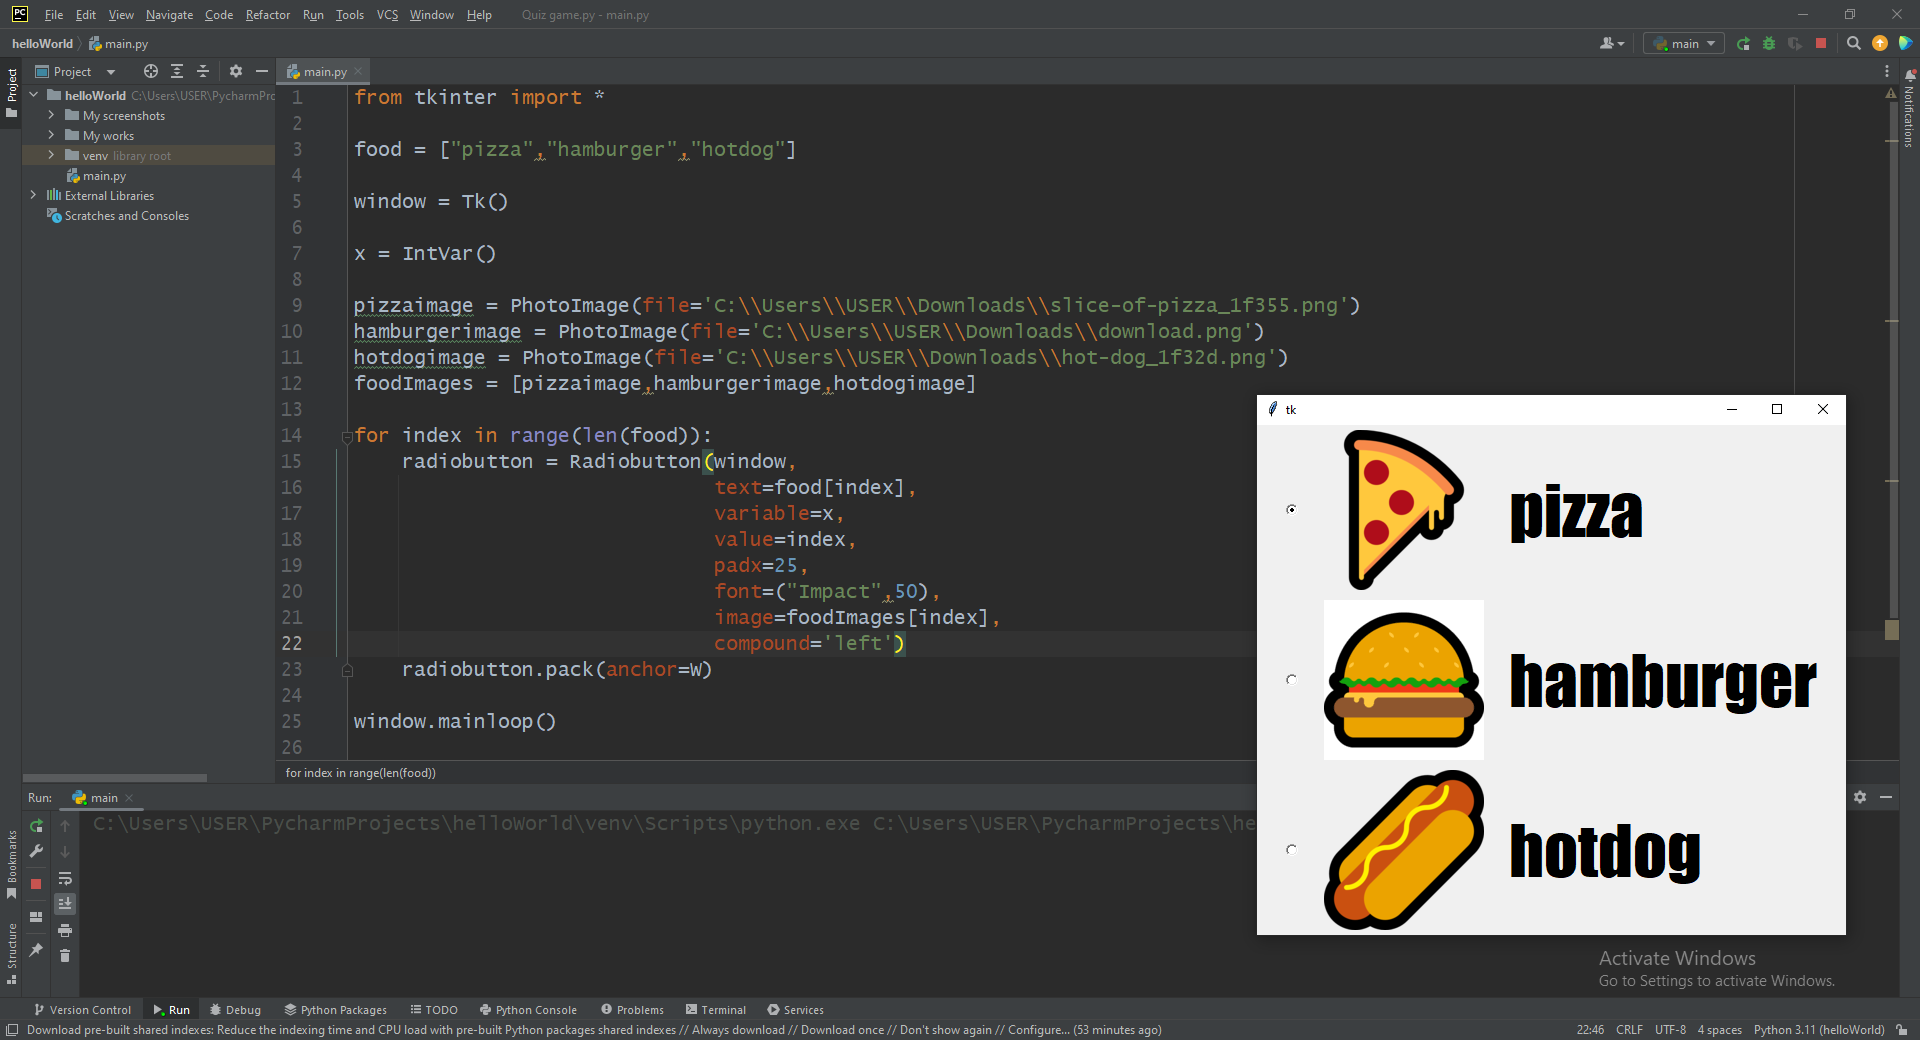 File Edit View Navigate Code Refactor Run Tools VCS Window Help Quiz game.py - main.py
helloWorld main.py
main
Project
Project
main.py
Notifications
helloWorld C:\Users\USER\PycharmPro
My screenshots
My works
venv library root
main.py
External Libraries
Scratches and Consoles
1 from tkinter import *
2
3 food = ["pizza","hamburger","hotdog"]
4
5 window = Tk()
6
7 x = IntVar()
8
9 pizzaimage = PhotoImage(file='C:\\Users\\USER\\Downloads\\slice-of-pizza_1f355.png')
10 hamburgerimage = PhotoImage(file='C:\\Users\\USER\\Downloads\\download.png')
11 hotdogimage = PhotoImage(file='C:\\Users\\USER\\Downloads\\hot-dog_1f32d.png')
12 foodImages = [pizzaimage,hamburgerimage,hotdogimage]
13
14 for index in range(len(food)):
15     radiobutton = Radiobutton(window,
16                               text=food[index],
17                               variable=x,
18                               value=index,
19                               padx=25,
20                               font=("Impact",50),
21                               image=foodImages[index],
22                               compound='left')
23     radiobutton.pack(anchor=W)
24
25 window.mainloop()
26
for index in range(len(food))
tk
pizza
hamburger
hotdog
Run: main
C:\Users\USER\PycharmProjects\helloWorld\venv\Scripts\python.exe C:\Users\USER\PycharmProjects\he
Bookmarks
Structure
Activate Windows
Go to Settings to activate Windows.
Version Control Run Debug Python Packages TODO Python Console Problems Terminal Services
Download pre-built shared indexes: Reduce the indexing time and CPU load with pre-built Python packages shared indexes // Always download // Download once // Don't show again // Configure... (53 minutes ago)
22:46 CRLF UTF-8 4 spaces Python 3.11 (helloWorld)